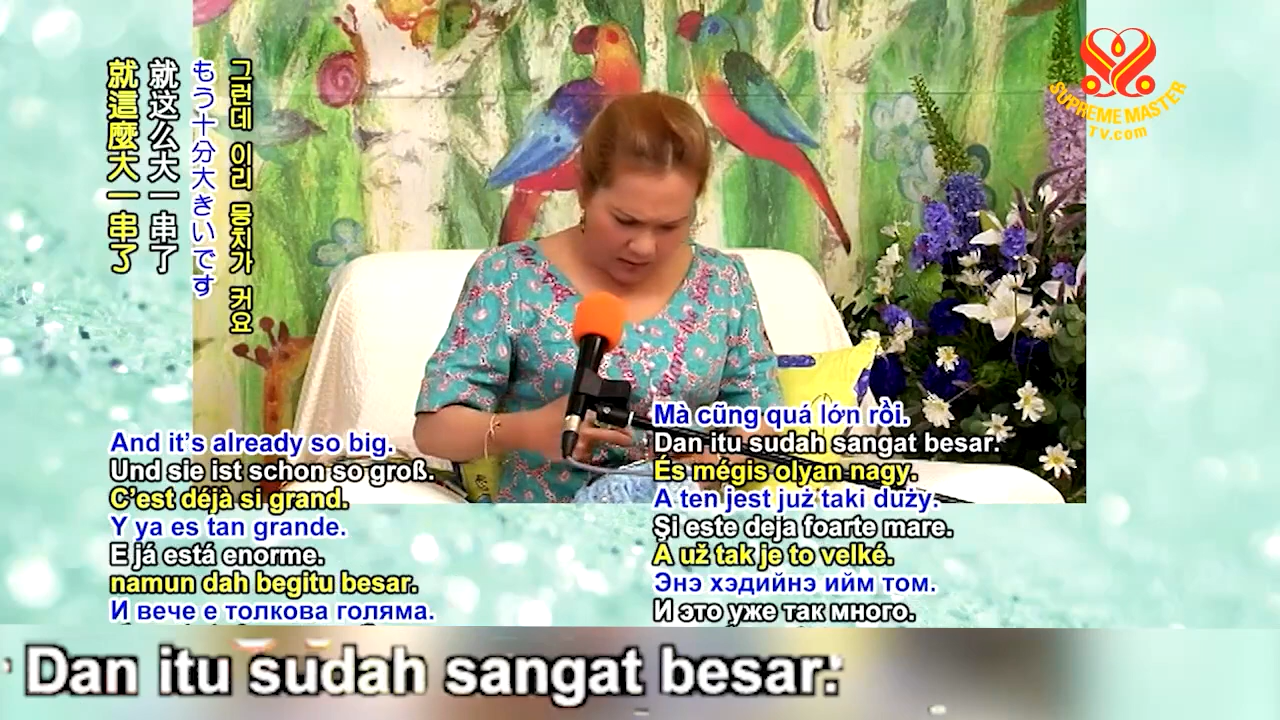 就這麼大一串了
就这么大一串了
もう十分大きいです
그런데 이리 뭉치가 커요
SUPREME MASTER
TV.com
And it's already so big.
Und sie ist schon so groß.
C'est déjà si grand.
Y ya es tan grande.
E já está enorme.
namun dah begitu besar.
И вече е толкова голяма.
Mà cũng quá lớn rồi.
Dan itu sudah sangat besar.
És mégis olyan nagy.
A ten jest już taki duży.
Și este deja foarte mare.
A už tak je to velké.
Энэ хэдийнэ ийм том.
И это уже так много.
Dan itu sudah sangat besar.